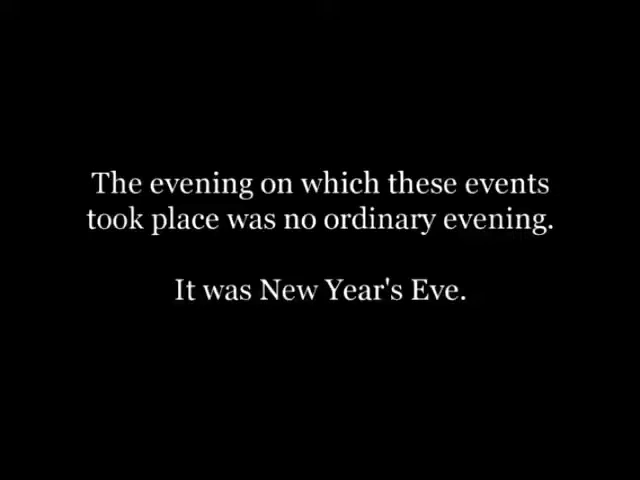 The evening on which these events
took place was no ordinary evening.
It was New Year's Eve.